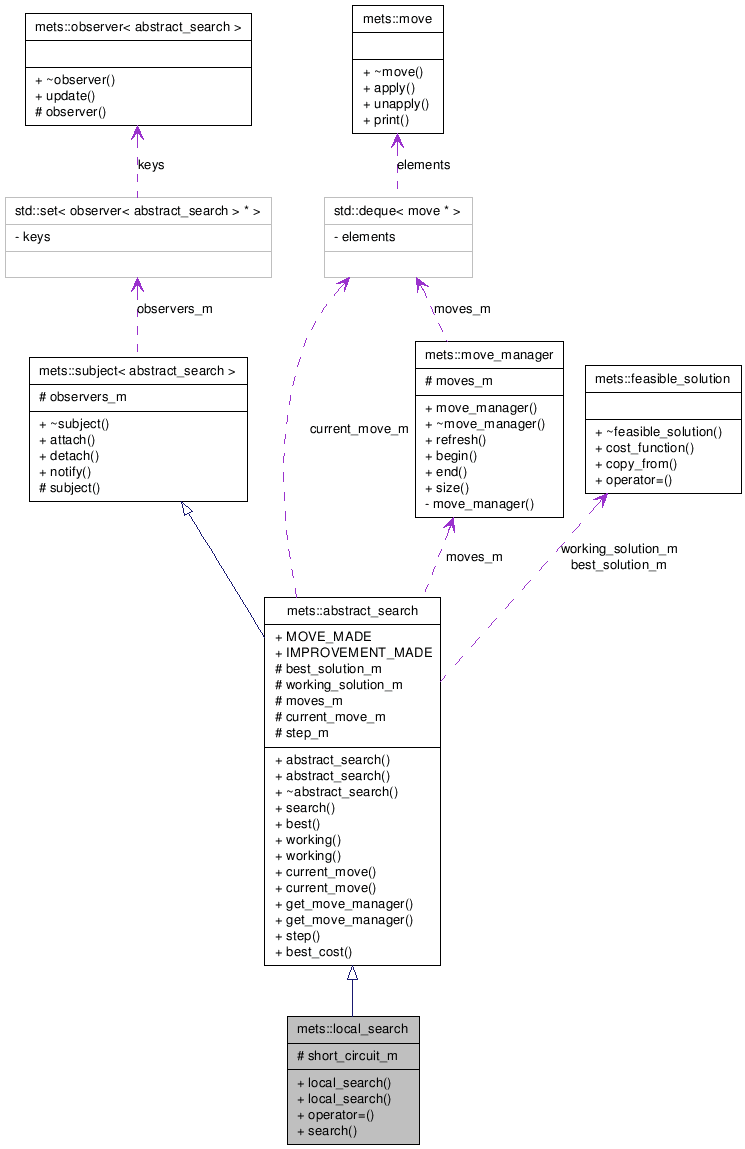 mets::observer< abstract_search >
+ ~observer()
+ update()
# observer()
mets::move
+ ~move()
+ apply()
+ unapply()
+ print()
keys
elements
std::set< observer< abstract_search > * >
- keys
std::deque< move * >
- elements
observers_m
moves_m
mets::subject< abstract_search >
# observers_m
+ ~subject()
+ attach()
+ detach()
+ notify()
# subject()
current_move_m
mets::move_manager
# moves_m
+ move_manager()
+ ~move_manager()
+ refresh()
+ begin()
+ end()
+ size()
- move_manager()
mets::feasible_solution
+ ~feasible_solution()
+ cost_function()
+ copy_from()
+ operator=()
moves_m
working_solution_m
best_solution_m
mets::abstract_search
+ MOVE_MADE
+ IMPROVEMENT_MADE
# best_solution_m
# working_solution_m
# moves_m
# current_move_m
# step_m
+ abstract_search()
+ abstract_search()
+ ~abstract_search()
+ search()
+ best()
+ working()
+ working()
+ current_move()
+ current_move()
+ get_move_manager()
+ get_move_manager()
+ step()
+ best_cost()
mets::local_search
# short_circuit_m
+ local_search()
+ local_search()
+ operator=()
+ search()